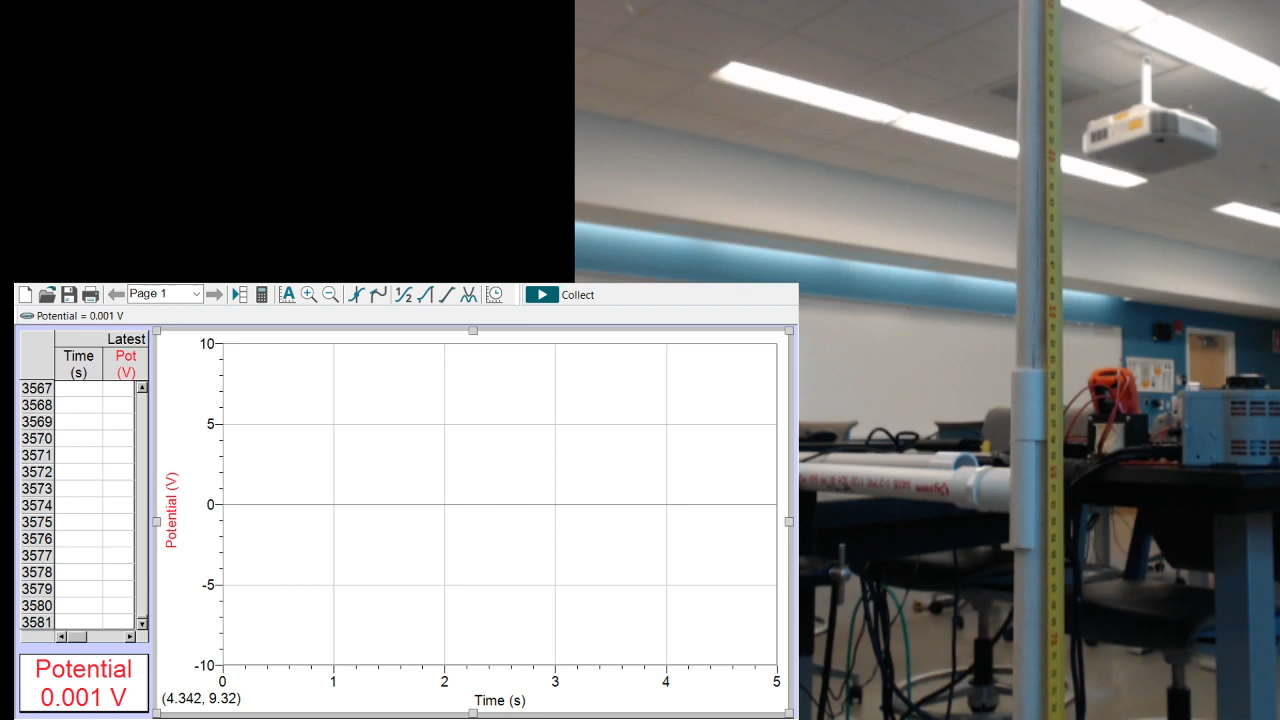 Page 1
Collect
Potential = 0.001 V
Latest
Time
(s)
Pot
(V)
3567
3568
3569
3570
3571
3572
3573
3574
3575
3576
3577
3578
3579
3580
3581
Potential
0.001 V
Potential (V)
10
5
0
-5
-10
0 1 2 3 4 5
(4.342, 9.32)
Time (s)